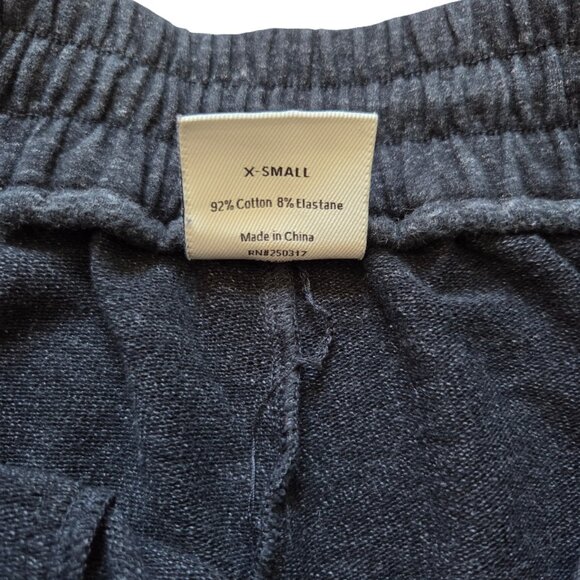 X-SMALL
92% Cotton 8% Elastane
Made in China
RN#250317